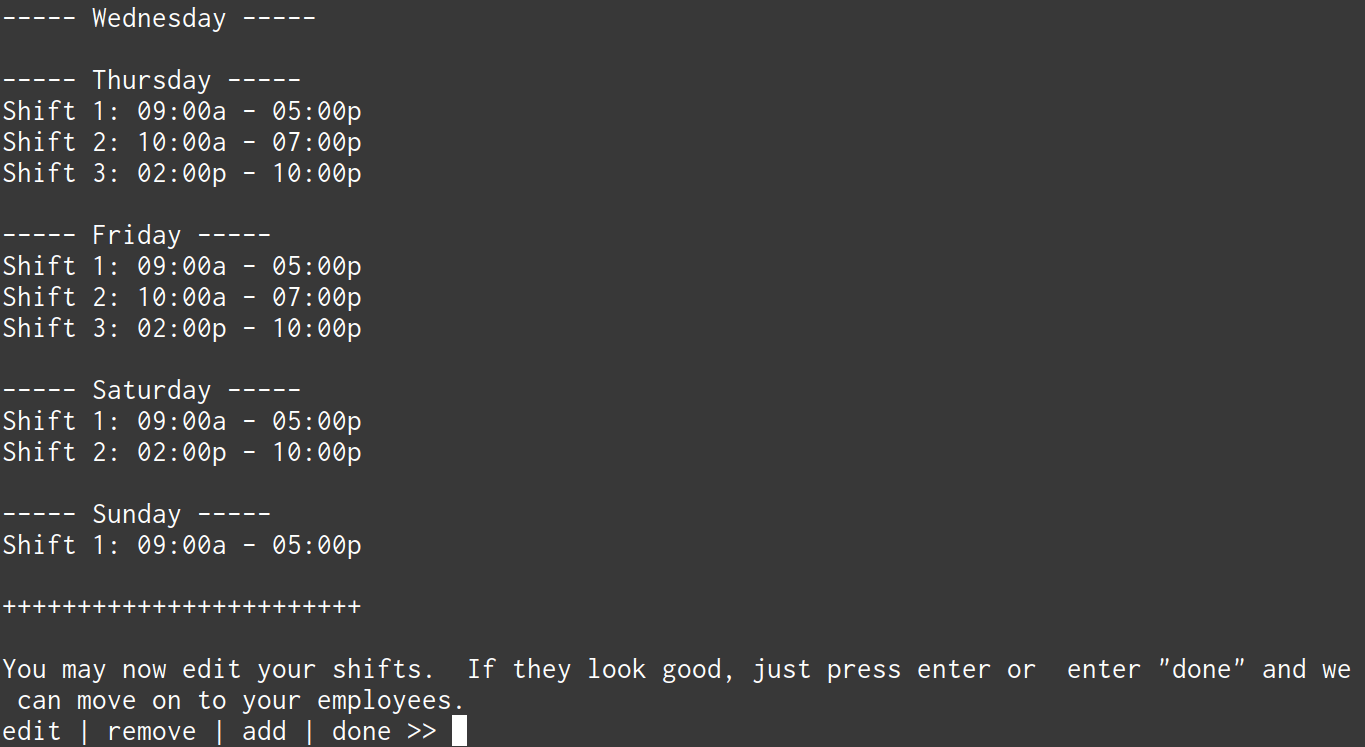 ----- Wednesday -----
----- Thursday -----
Shift 1: 09:00a - 05:00p
Shift 2: 10:00a - 07:00p
Shift 3: 02:00p - 10:00p
----- Friday -----
Shift 1: 09:00a - 05:00p
Shift 2: 10:00a - 07:00p
Shift 3: 02:00p - 10:00p
----- Saturday -----
Shift 1: 09:00a - 05:00p
Shift 2: 02:00p - 10:00p
----- Sunday -----
Shift 1: 09:00a - 05:00p
++++++++++++++++++++++++
You may now edit your shifts.  If they look good, just press enter or  enter "done" and we
 can move on to your employees.
edit | remove | add | done >>